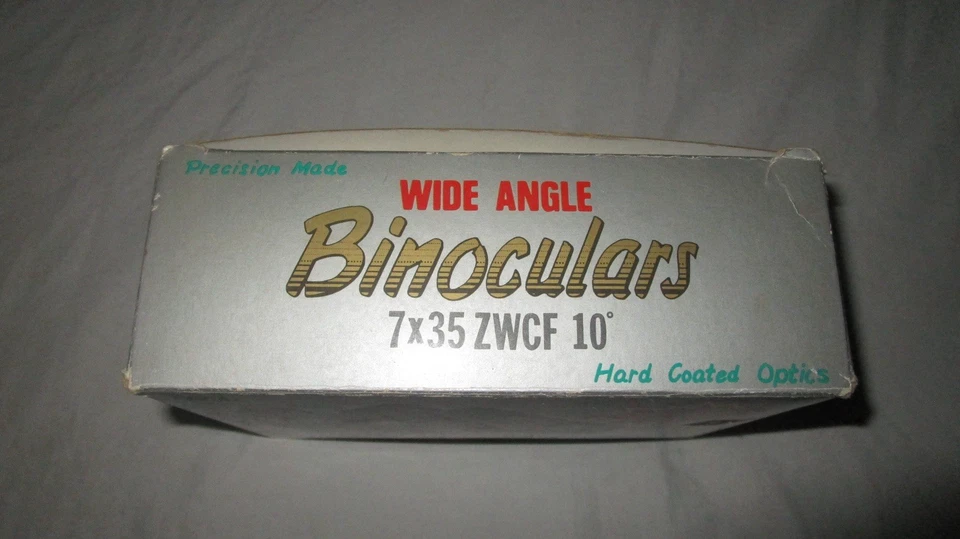 Precision Made
WIDE ANGLE
Binoculars
7x35 ZWCF 10°
Hard Coated Optics